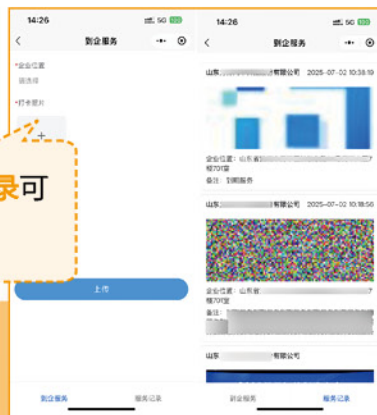 14:26
5G
到企服务
*企业位置
请选择
*打卡照片
+
录可
上传
到企服务
服务记录
14:26
5G
到企服务
山东
有限公司 2025-07-02 10:38:19
企业位置：山东省
7
楼701室
备注：到期服务
山东
有限公司 2025-07-02 10:18:56
企业位置：山东省
7
楼701室
备注：
山东
有限公司
到企服务
服务记录